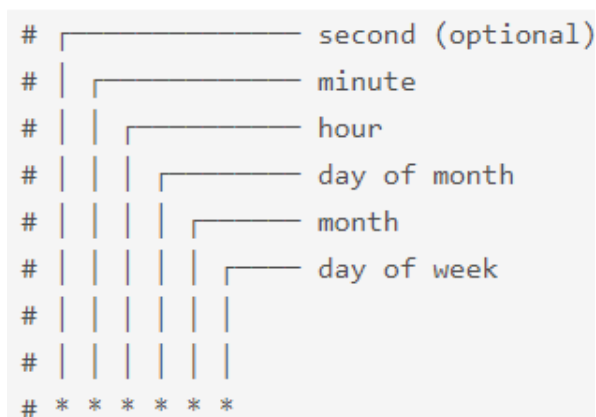 # ┌────────────── second (optional)
# │ ┌──────────── minute
# │ │ ┌────────── hour
# │ │ │ ┌──────── day of month
# │ │ │ │ ┌────── month
# │ │ │ │ │ ┌──── day of week
# │ │ │ │ │ │
# │ │ │ │ │ │
# * * * * * *